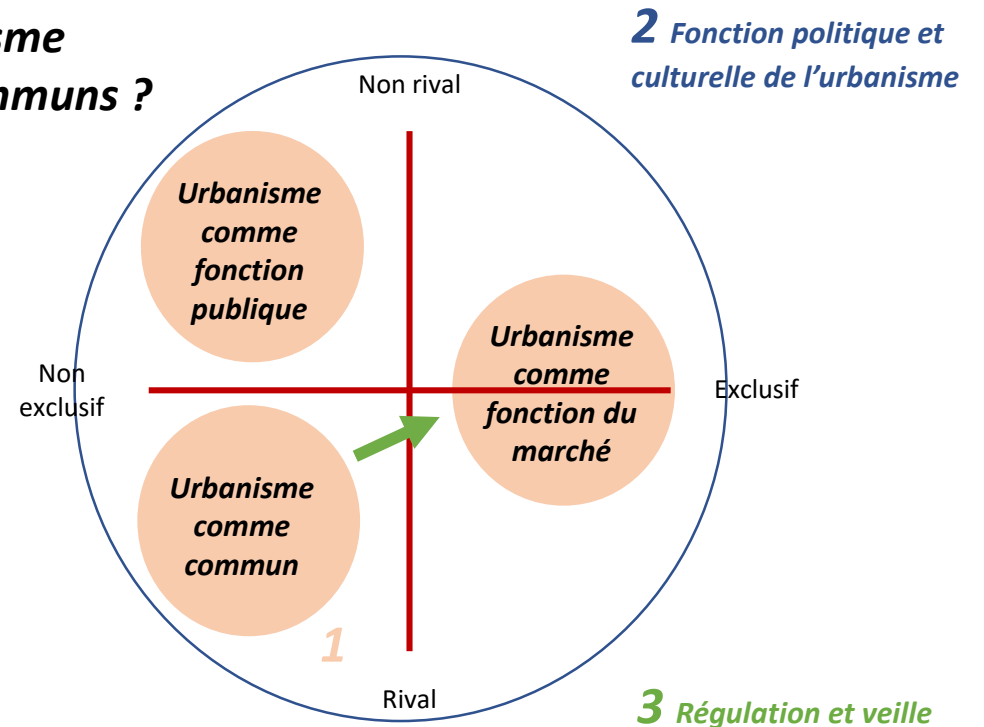 sme
mmuns ?
2 Fonction politique et
culturelle de l'urbanisme
Non rival
Urbanisme
comme
fonction
publique
Urbanisme
comme
fonction du
marché
Non
exclusif
Exclusif
Urbanisme
comme
commun
1
Rival
3 Régulation et veille